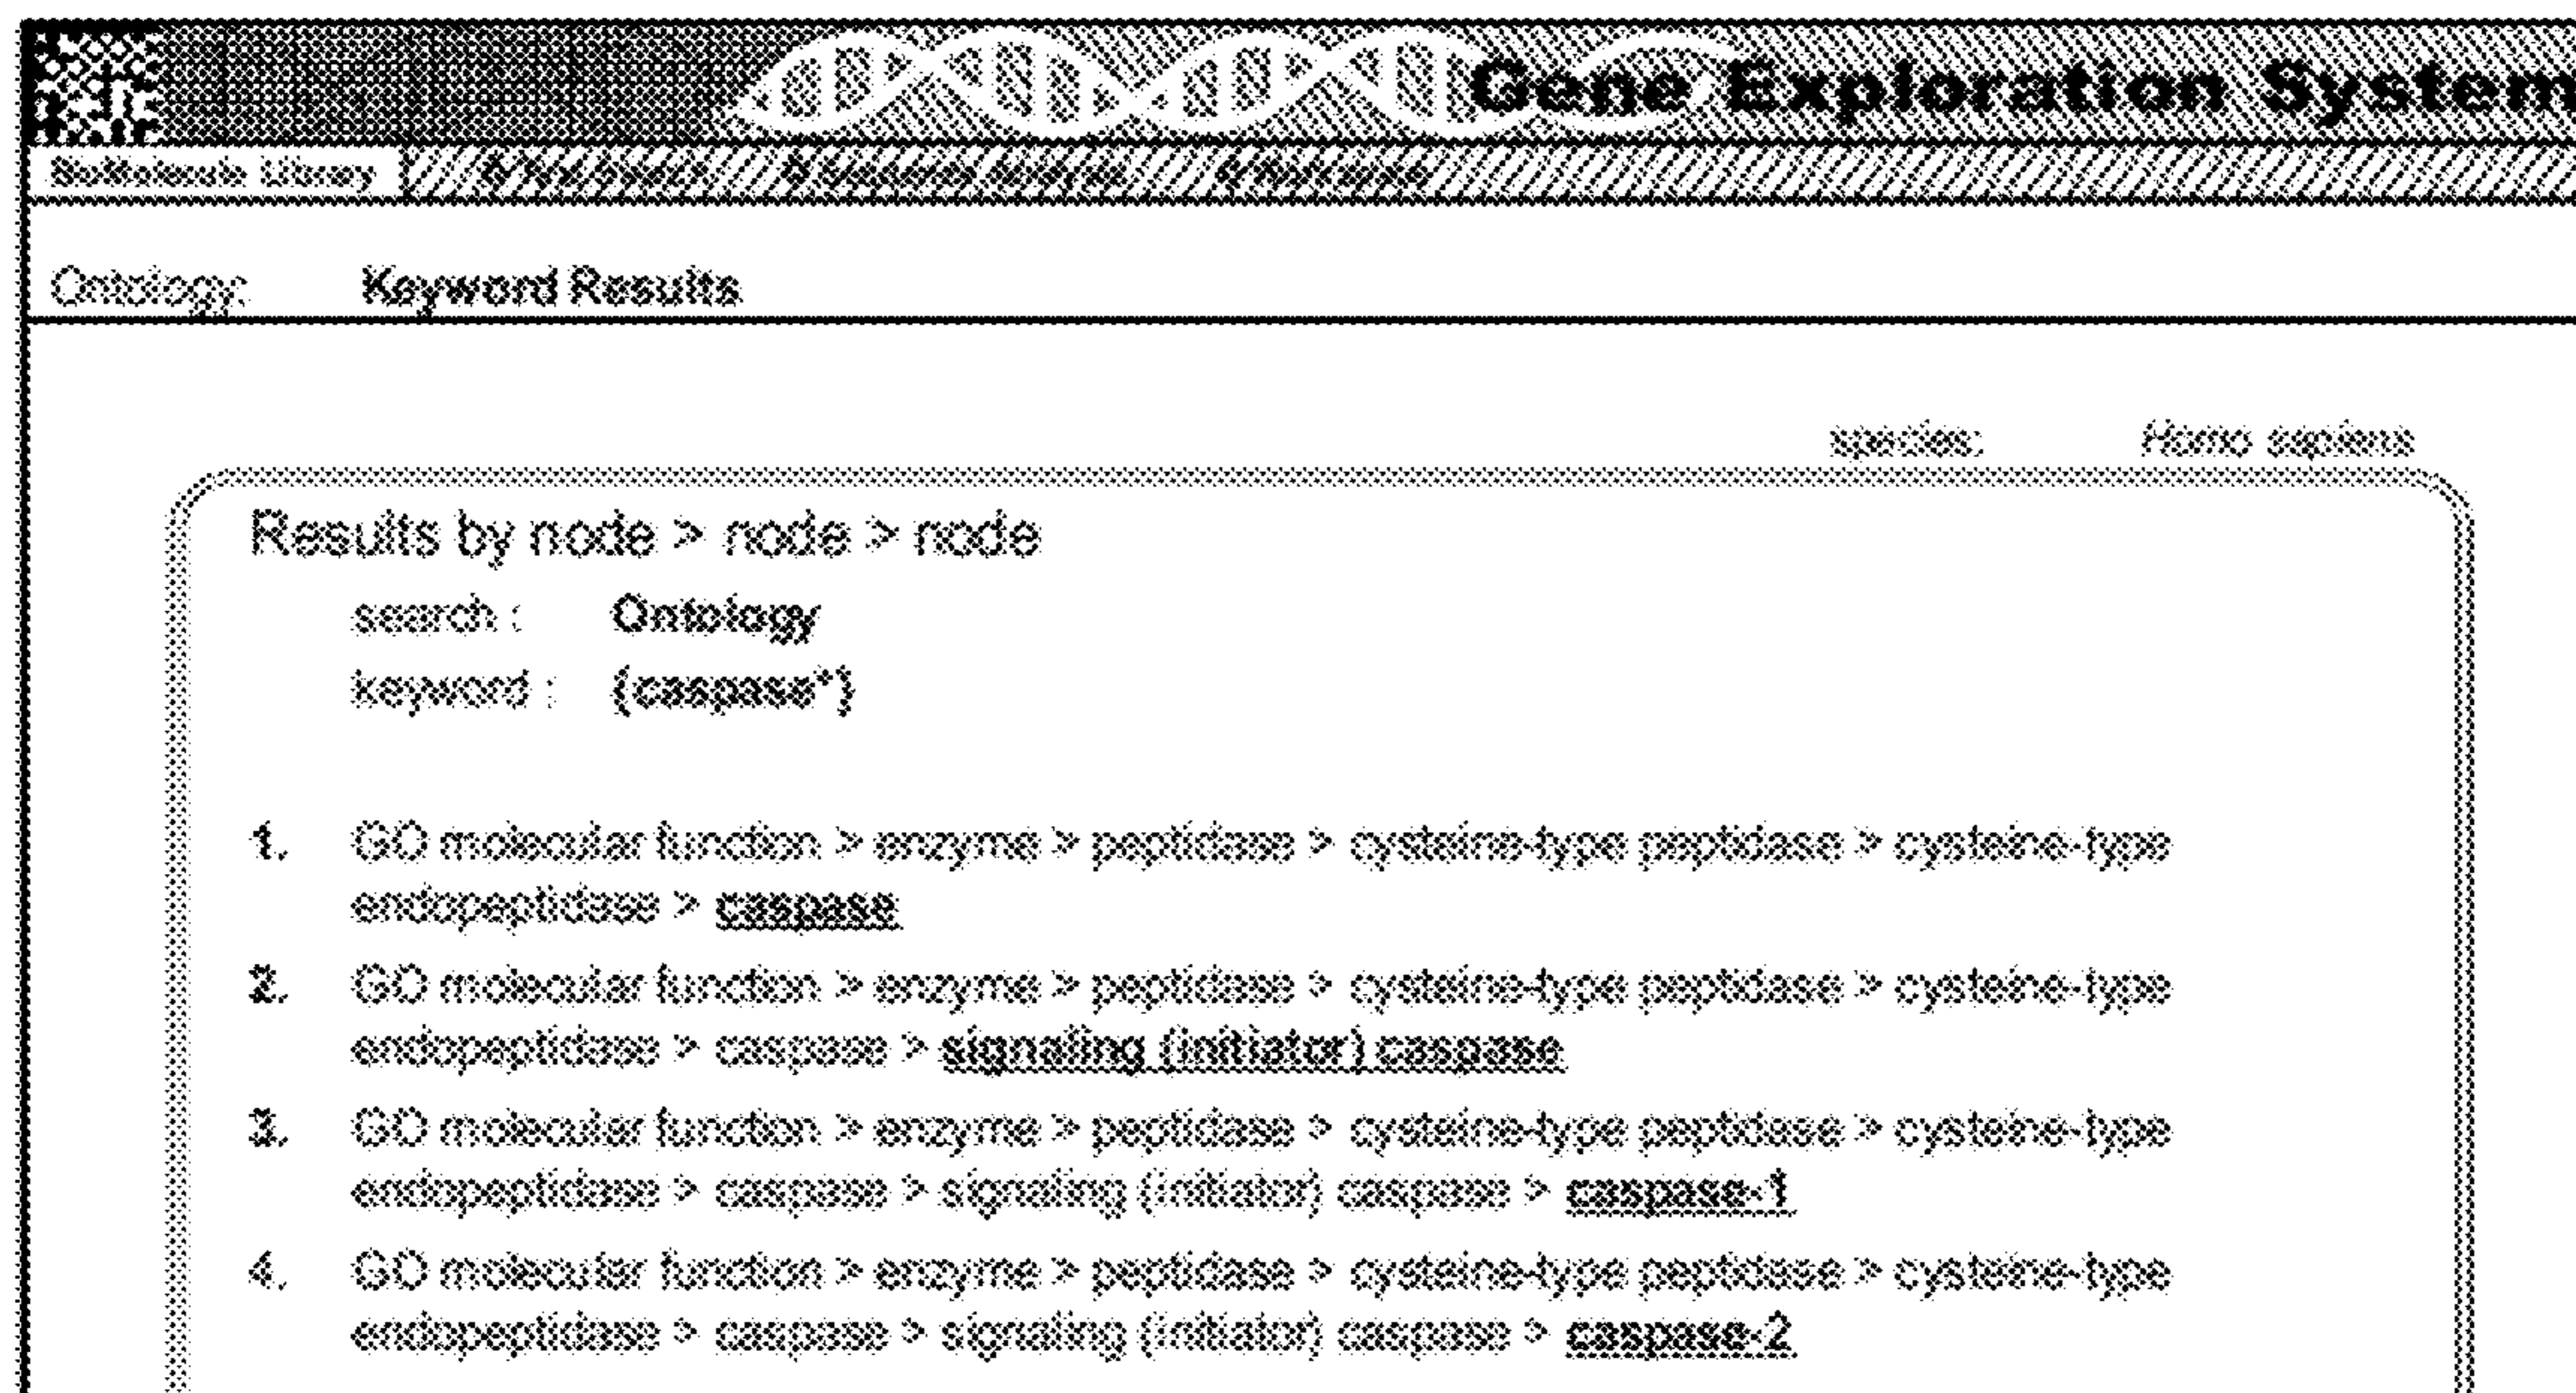 Gene Exploration System
Library
Ontology: Keyword Results
species: Homo sapiens
Results by node > node > node
search : Ontology
keyword : {caspase*}
1. GO molecular function > enzyme > peptidase > cysteine-type peptidase > cysteine-type
endopeptidase > caspase
2. GO molecular function > enzyme > peptidase > cysteine-type peptidase > cysteine-type
endopeptidase > caspase > signaling (initiator) caspase
3. GO molecular function > enzyme > peptidase > cysteine-type peptidase > cysteine-type
endopeptidase > caspase > signaling (initiator) caspase > caspase-1
4. GO molecular function > enzyme > peptidase > cysteine-type peptidase > cysteine-type
endopeptidase > caspase > signaling (initiator) caspase > caspase-2